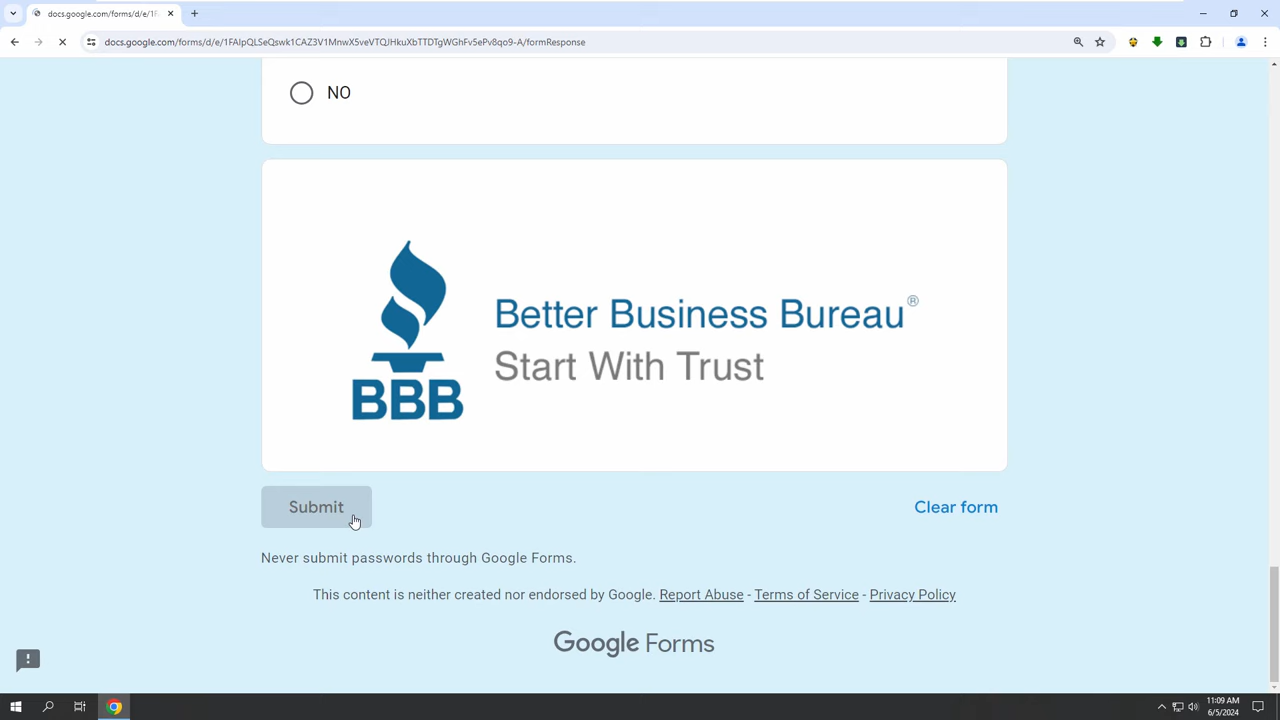 docs.google.com/forms/d/e/1F
docs.google.com/forms/d/e/1FAIpQLSeQswk1CAZ3V1MnwX5veVTQJHkuXbTTDTgWGhFv5ePv8qo9-A/formResponse
NO
Better Business Bureau®
Start With Trust
BBB
Submit
Clear form
Never submit passwords through Google Forms.
This content is neither created nor endorsed by Google. Report Abuse - Terms of Service - Privacy Policy
Google Forms
11:09 AM
6/5/2024